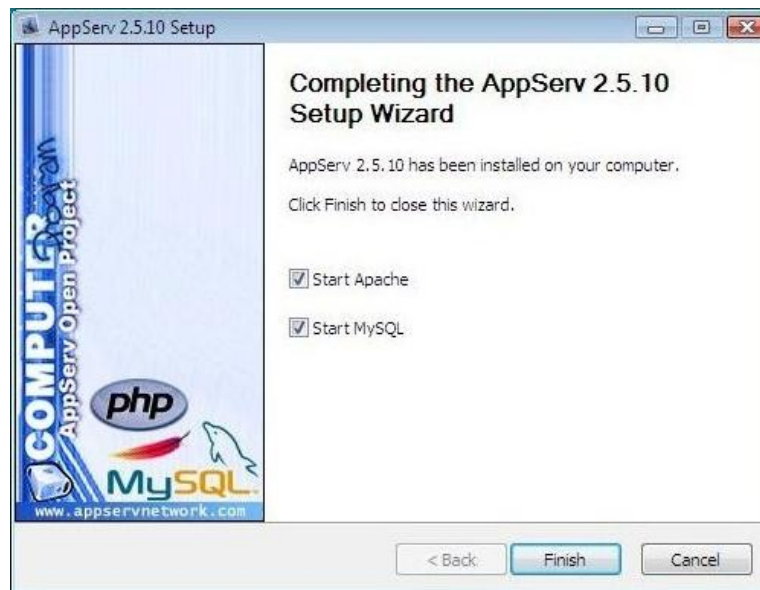 AppServ 2.5.10 Setup
Completing the AppServ 2.5.10
Setup Wizard
AppServ 2.5.10 has been installed on your computer.
Click Finish to close this wizard.
Start Apache
Start MySQL
COMPUTER
Program
AppServ Open Project
php
MySQL
www.appservnetwork.com
< Back
Finish
Cancel